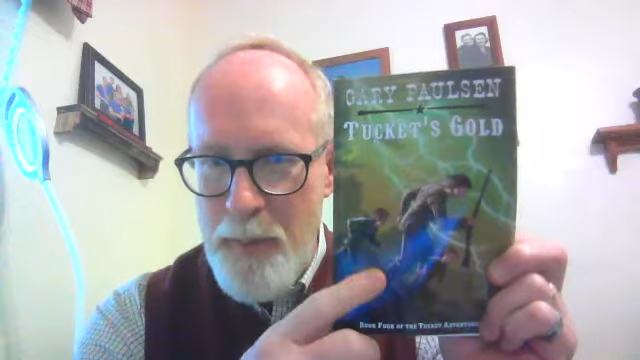 GARY PAULSEN
TUCKET'S GOLD
BOOK FOUR OF THE TUCKET ADVENTURES